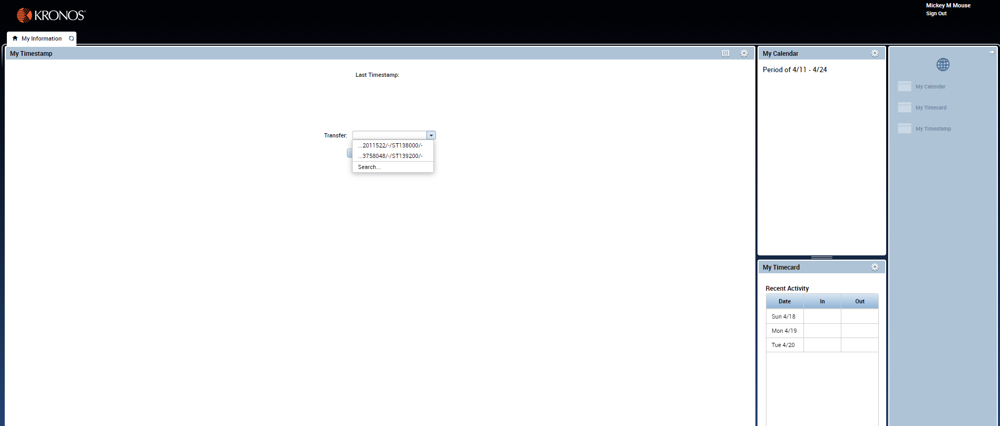 KRONOS
Mickey M Mouse
Sign Out
My Information
My Timestamp
Last Timestamp:
Transfer:
...2011522/-/ST138000/-
...3758048/-/ST139200/-
Search...
My Calendar
Period of 4/11 - 4/24
My Timecard
Recent Activity
Date In Out
Sun 4/18
Mon 4/19
Tue 4/20
My Calendar
My Timecard
My Timestamp